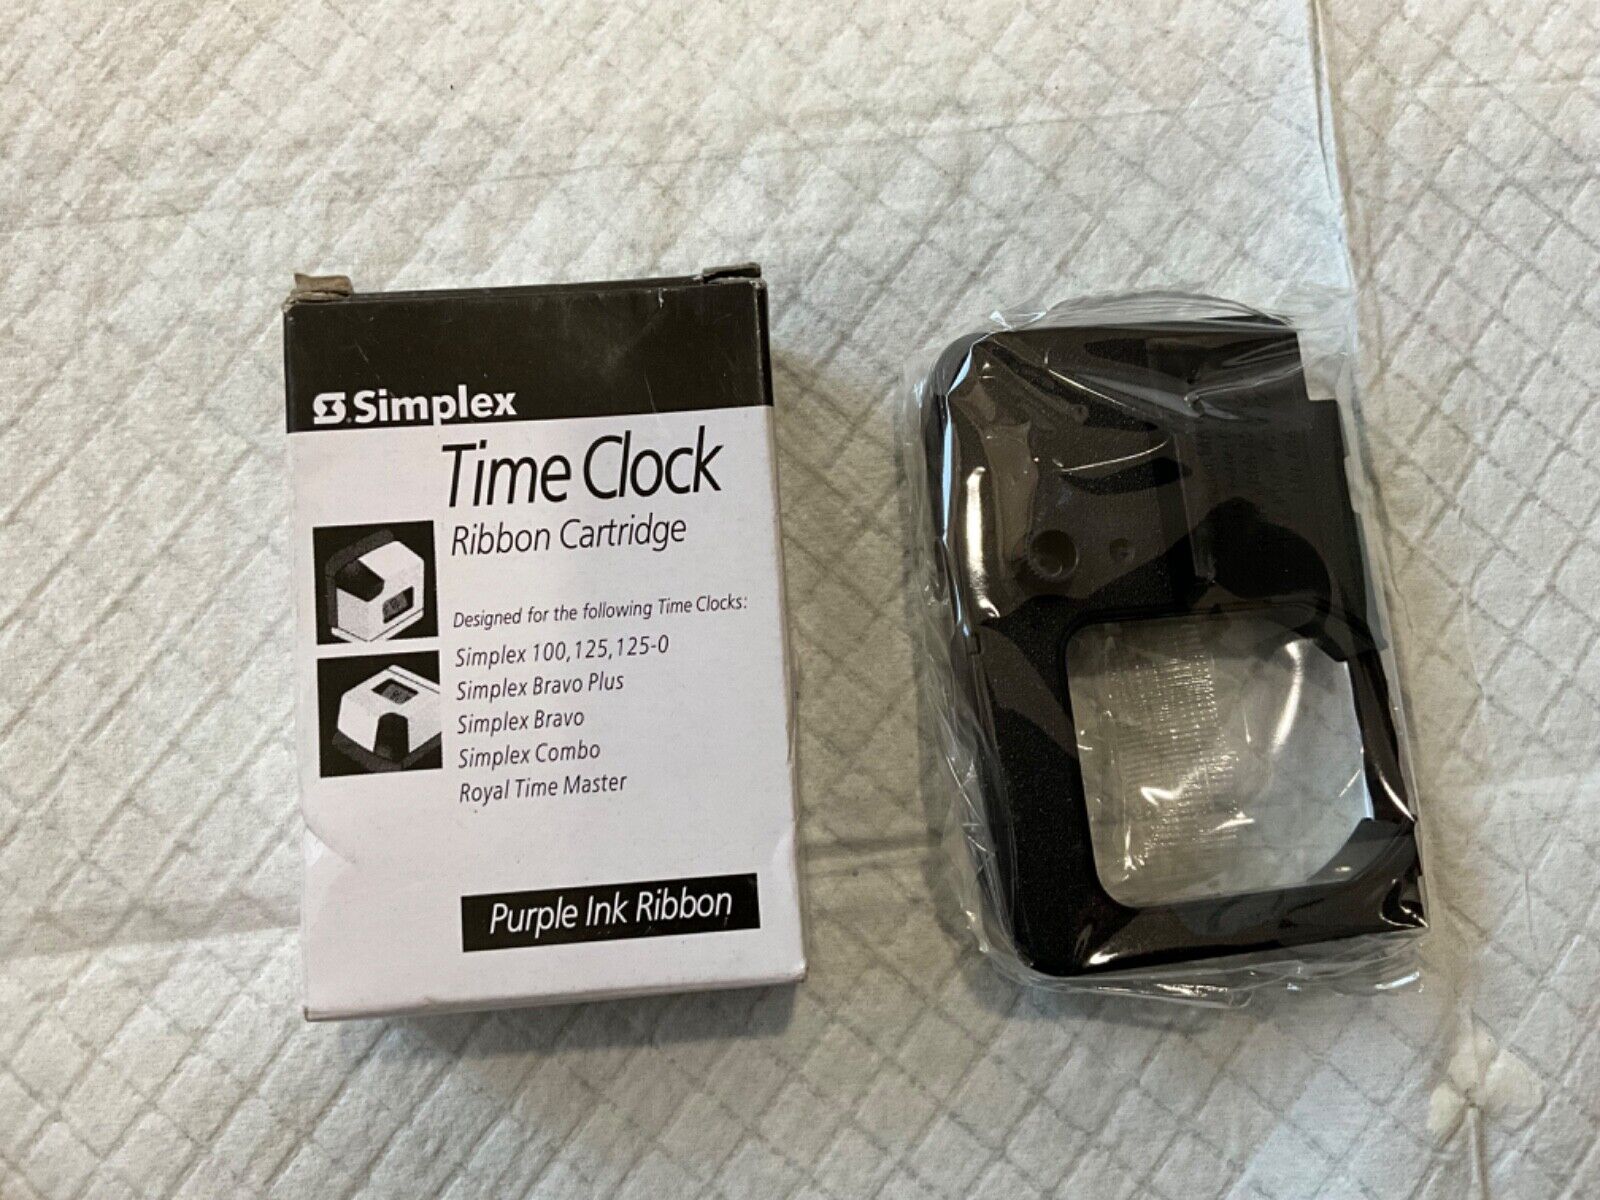 Simplex
Time Clock
Ribbon Cartridge
Designed for the following Time Clocks:
Simplex 100,125,125-0
Simplex Bravo Plus
Simplex Bravo
Simplex Combo
Royal Time Master
Purple Ink Ribbon